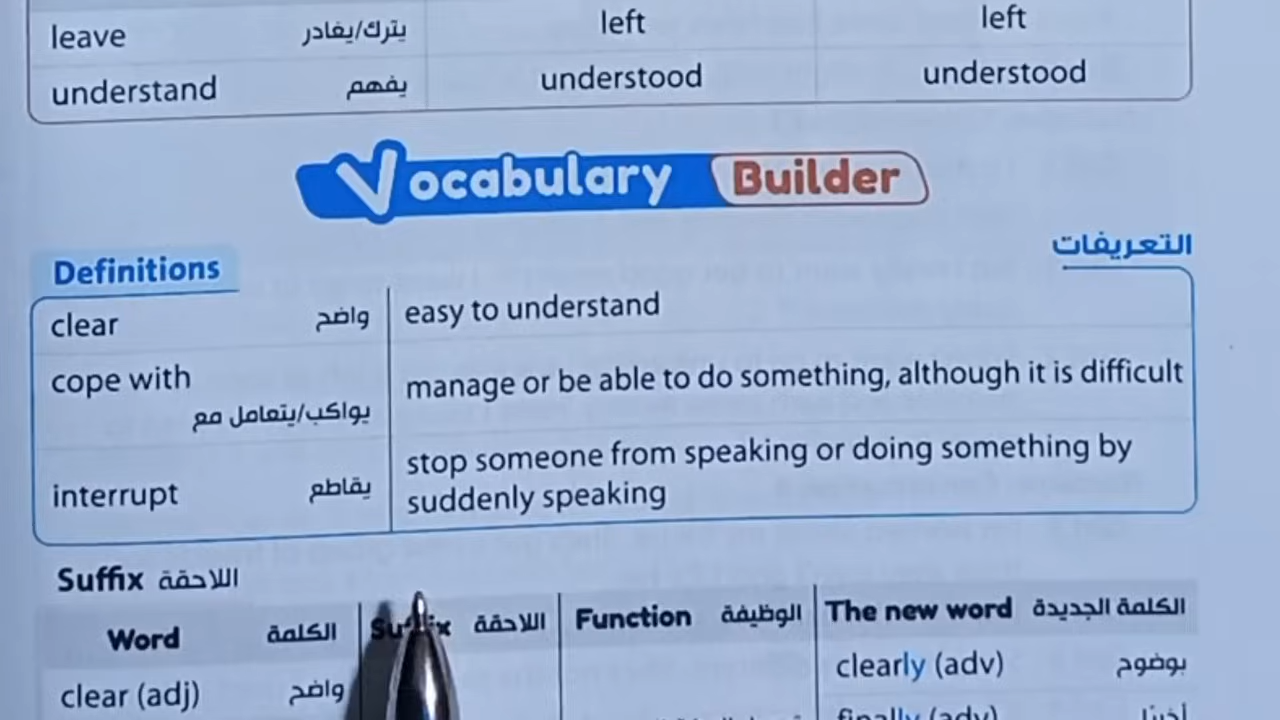 leave يترك/يغادر left left
understand يفهم understood understood
Vocabulary Builder
Definitions التعريفات
clear واضح easy to understand
cope with يواكب/يتعامل مع manage or be able to do something, although it is difficult
interrupt يقاطع stop someone from speaking or doing something by
suddenly speaking
Suffix اللاحقة
Word الكلمة اللاحقة Function الوظيفة The new word الكلمة الجديدة
clear (adj) واضح clearly (adv) بوضوح
finally (adv)